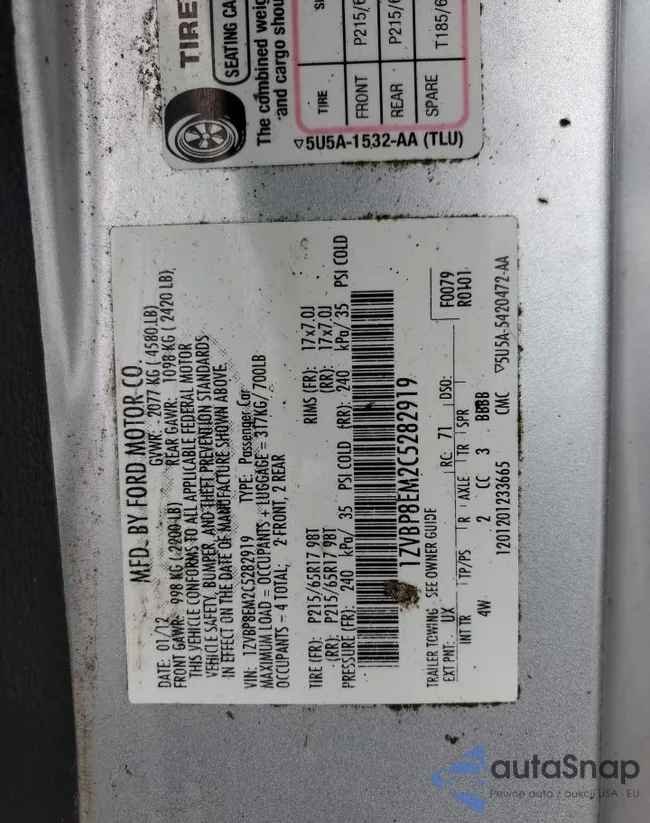 TIRE
SEATING CA
The combined weig
and cargo shou
TIRE SI
FRONT P215/6
REAR P215/6
SPARE T185/6
▽5U5A-1532-AA (TLU)
MFD. BY FORD MOTOR CO.
DATE: 01/12 GVWR: 2077 KG ( 4580 LB)
FRONT GAWR: 998 KG ( 2200 LB) REAR GAWR: 1098 KG ( 2420 LB)
THIS VEHICLE CONFORMS TO ALL APPLICABLE FEDERAL MOTOR
VEHICLE SAFETY, BUMPER, AND THEFT PREVENTION STANDARDS
IN EFFECT ON THE DATE OF MANUFACTURE SHOWN ABOVE.
VIN: 1ZVBP8EM2C5282919 TYPE: Passenger Car
MAXIMUM LOAD = OCCUPANTS + LUGGAGE = 317KG/700LB
OCCUPANTS - 4 TOTAL; 2 FRONT, 2 REAR
TIRE (FR): P215/65R17 98T RIMS (FR): 17x7.0J
(RR): P215/65R17 98T (RR): 17x7.0J
PRESSURE (FR): 240 kPa/ 35 PSI COLD (RR): 240 kPa/ 35 PSI COLD
1ZVBP8EM2C5282919
TRAILER TOWING - SEE OWNER GUIDE F0079
EXT PNT: UX RC: 71 DSO: R0101
INT TR TP/PS R AXLE TR SPR
4W 2 CC 3 BBBB
1201201233665 CMC ▽5U5A-5420472-AA
autaSnap
Pewne auto z aukcji USA i EU